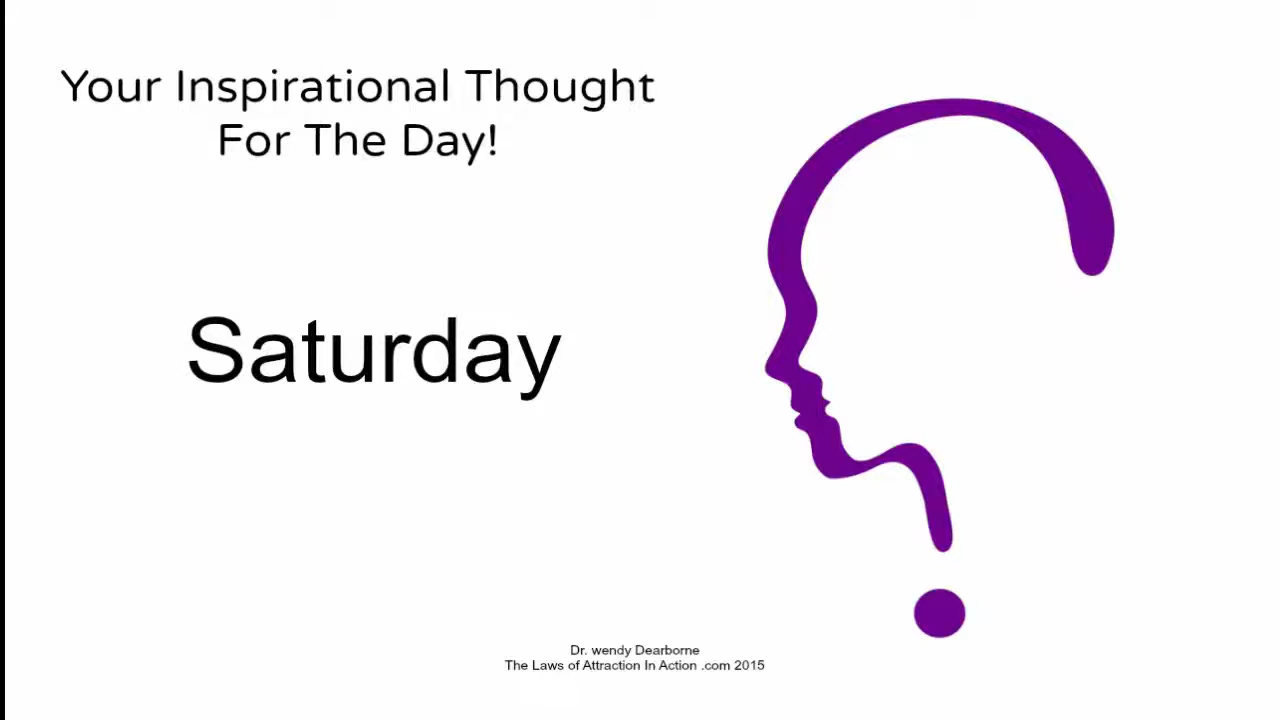 Your Inspirational Thought
For The Day!
Saturday
Dr. wendy Dearborne
The Laws of Attraction In Action .com 2015